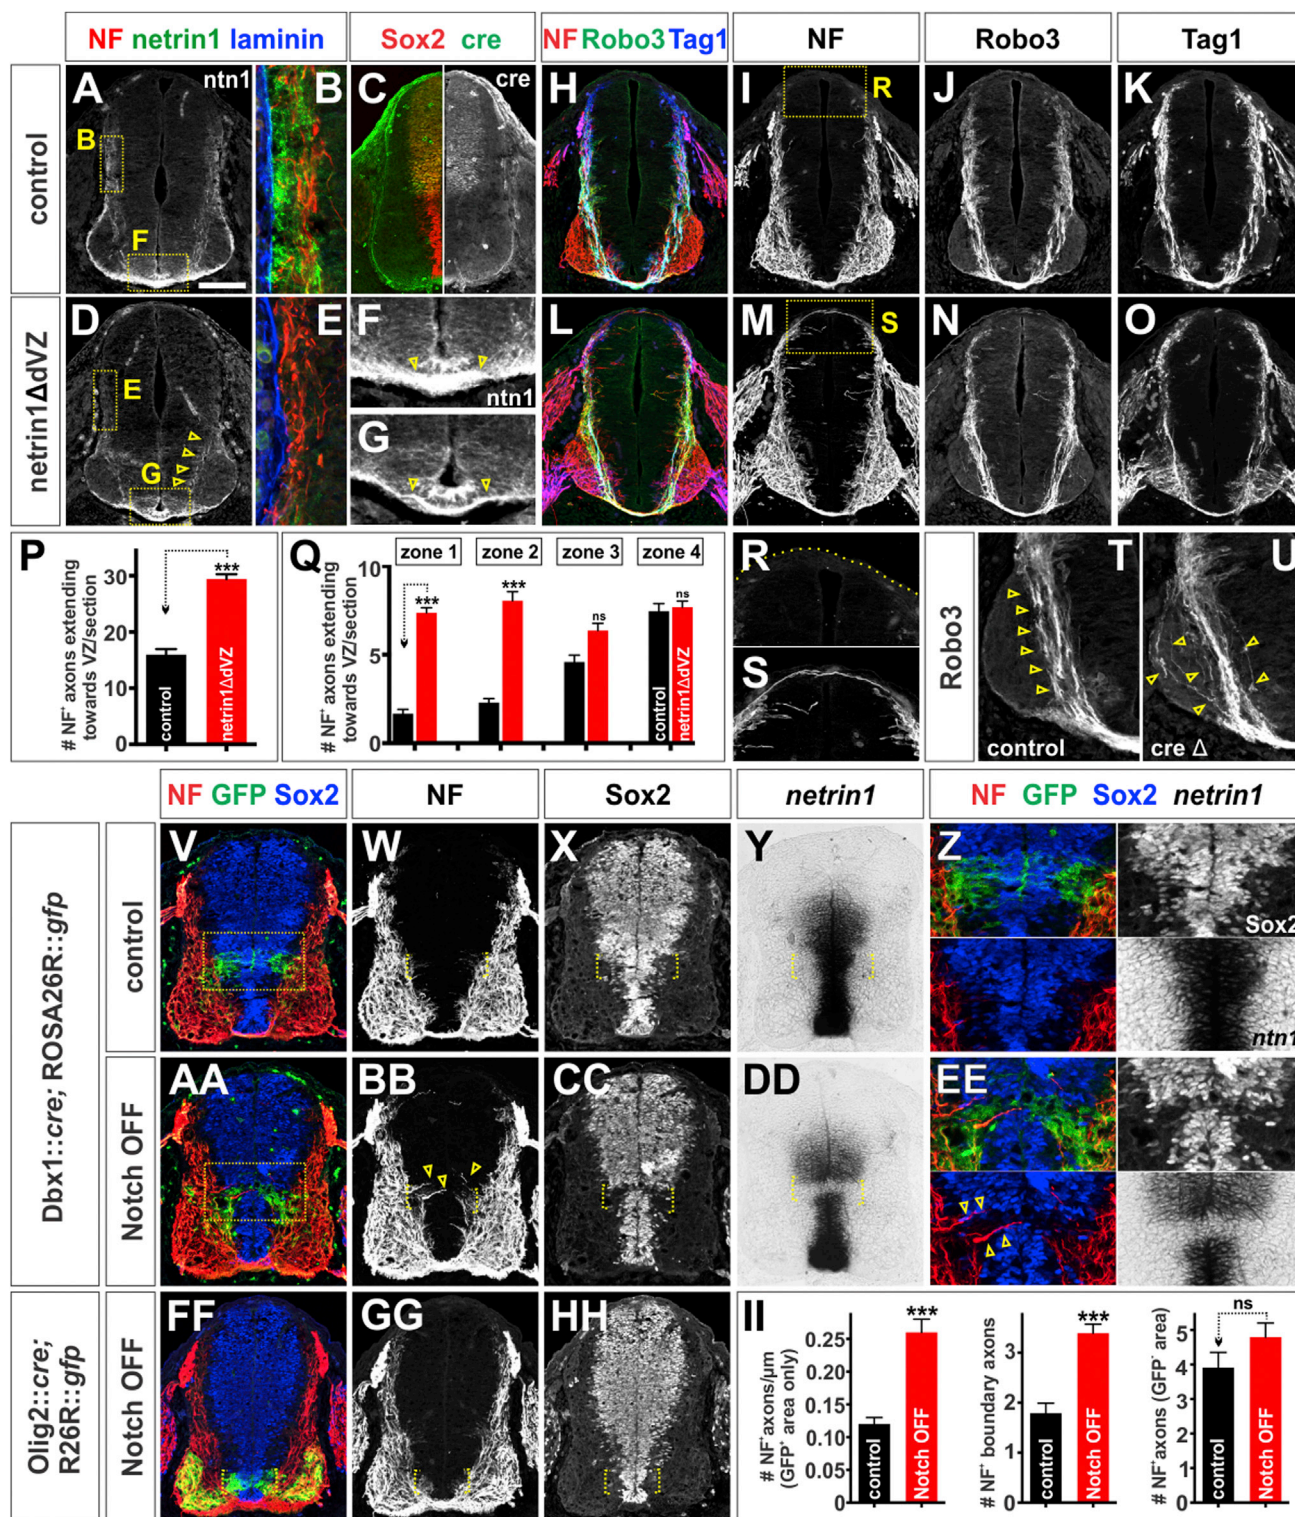 NF netrin1 laminin
Sox2 cre
NF Robo3 Tag1
NF
Robo3
Tag1
control
A
ntn1
B
F
B
C
cre
H
I
R
J
K
netrin1ΔdVZ
D
E
G
E
F
ntn1
G
L
M
S
N
O
P
# NF+ axons extending
towards VZ/section
30
20
10
0
control
netrin1ΔdVZ
***
Q
# NF+ axons extending
towards VZ/section
10
5
0
zone 1
zone 2
zone 3
zone 4
***
***
ns
ns
control
netrin1ΔdVZ
R
S
Robo3
T
control
U
cre Δ
NF GFP Sox2
NF
Sox2
netrin1
NF GFP Sox2 netrin1
Dbx1::cre; ROSA26R::gfp
control
V
W
X
Y
Z
Sox2
ntn1
Notch OFF
AA
BB
CC
DD
EE
Olig2::cre;
R26R::gfp
Notch OFF
FF
GG
HH
II
# NF+axons/µm
(GFP+ area only)
0.25
0.20
0.15
0.10
0.05
0
control
Notch OFF
***
# NF+ boundary axons
3
2
1
0
control
Notch OFF
***
# NF+axons (GFP- area)
5
4
3
2
1
0
control
Notch OFF
ns